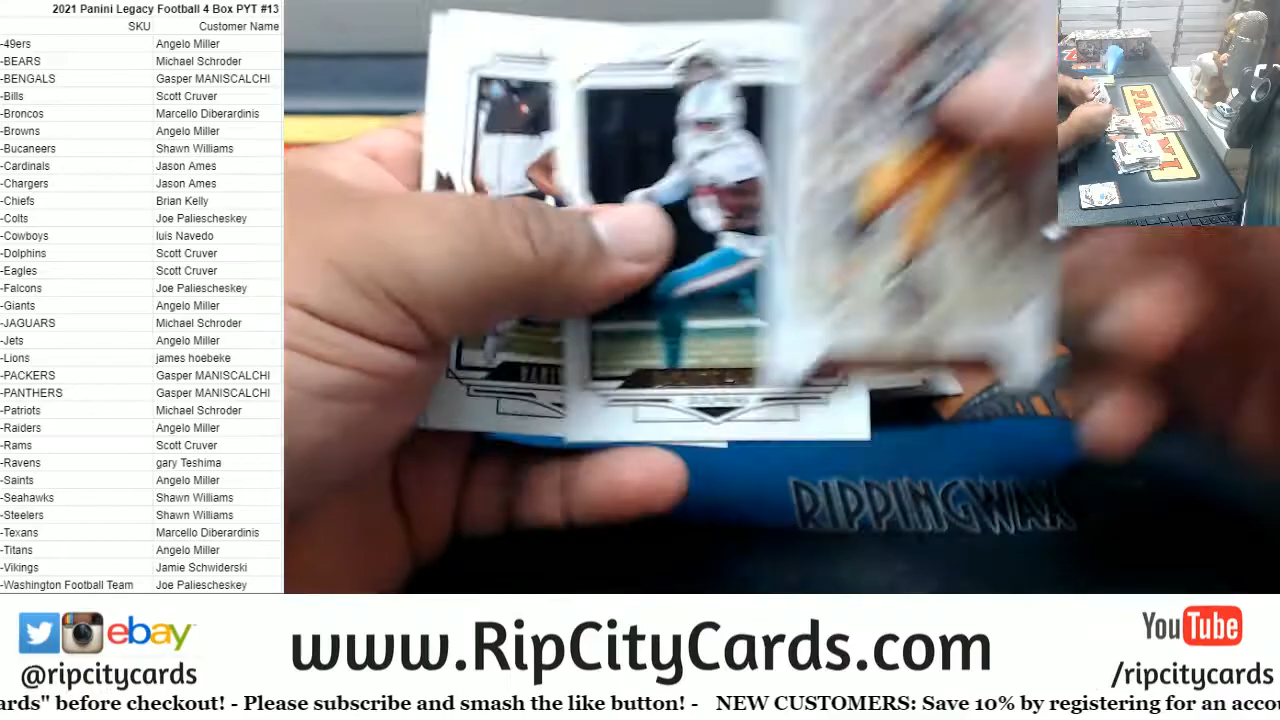 2021 Panini Legacy Football 4 Box PYT #13
SKU Customer Name
-49ers Angelo Miller
-BEARS Michael Schroder
-BENGALS Gasper MANISCALCHI
-Bills Scott Cruver
-Broncos Marcello Diberardinis
-Browns Angelo Miller
-Bucaneers Shawn Williams
-Cardinals Jason Ames
-Chargers Jason Ames
-Chiefs Brian Kelly
-Colts Joe Paliescheskey
-Cowboys luis Navedo
-Dolphins Scott Cruver
-Eagles Scott Cruver
-Falcons Joe Paliescheskey
-Giants Angelo Miller
-JAGUARS Michael Schroder
-Jets Angelo Miller
-Lions james hoebeke
-PACKERS Gasper MANISCALCHI
-PANTHERS Gasper MANISCALCHI
-Patriots Michael Schroder
-Raiders Angelo Miller
-Rams Scott Cruver
-Ravens gary Teshima
-Saints Angelo Miller
-Seahawks Shawn Williams
-Steelers Shawn Williams
-Texans Marcello Diberardinis
-Titans Angelo Miller
-Vikings Jamie Schwiderski
-Washington Football Team Joe Paliescheskey
PANINI
RIPPINGWAX
ebay
@ripcitycards
www.RipCityCards.com
YouTube
/ripcitycards
ards" before checkout! - Please subscribe and smash the like button! - NEW CUSTOMERS: Save 10% by registering for an accou